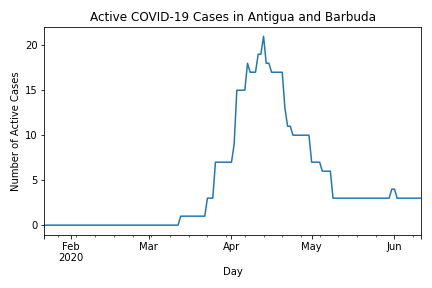 Active COVID-19 Cases in Antigua and Barbuda
Number of Active Cases
20
15
10
5
0
Feb Mar Apr May Jun
2020
Day